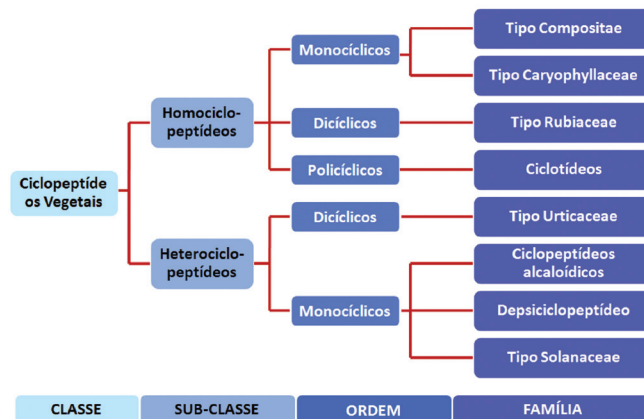 Tipo Compositae
Monocíclicos
Tipo Caryophyllaceae
Homociclo-
peptídeos
Dicíclicos
Tipo Rubiaceae
Policíclicos
Ciclotídeos
Ciclopeptíde
os Vegetais
Dicíclicos
Tipo Urticaceae
Heterociclo-
peptídeos
Ciclopeptídeos
alcaloídicos
Monocíclicos
Depsiciclopeptídeo
Tipo Solanaceae
CLASSE
SUB-CLASSE
ORDEM
FAMÍLIA